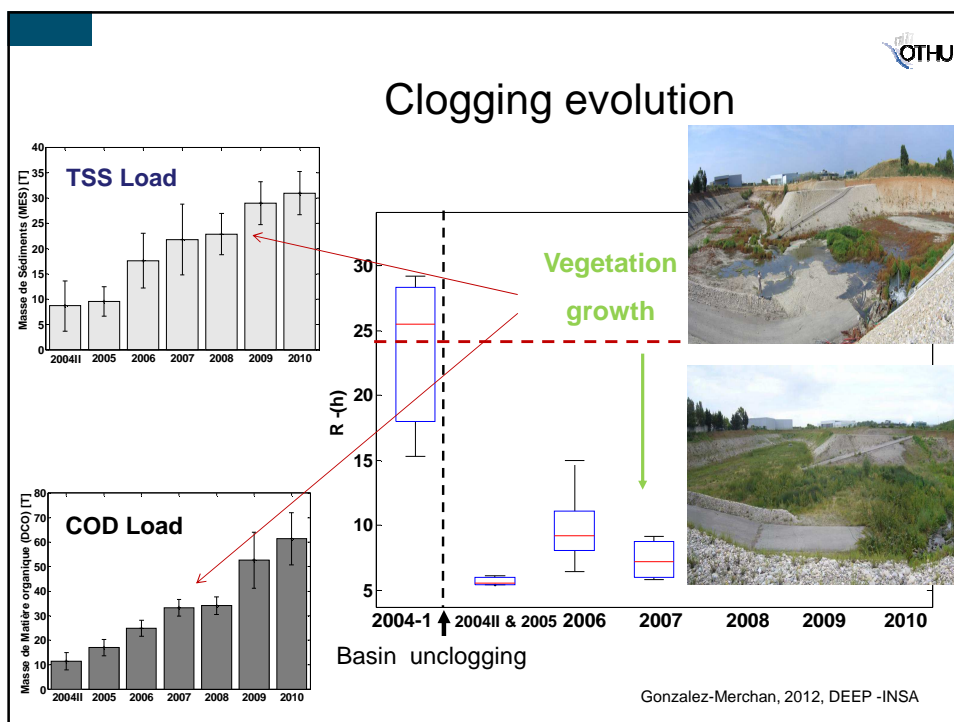 OTHU
Clogging evolution
TSS Load
Masse de Sédiments (MES) [T]
40
35
30
25
20
15
10
5
0
2004II 2005 2006 2007 2008 2009 2010
COD Load
Masse de Matière organique (DCO) [T]
80
70
60
50
40
30
20
10
0
2004II 2005 2006 2007 2008 2009 2010
Vegetation
growth
R -(h)
30
25
20
15
10
5
2004-1 2004II & 2005 2006 2007 2008 2009 2010
Basin unclogging
Gonzalez-Merchan, 2012, DEEP -INSA